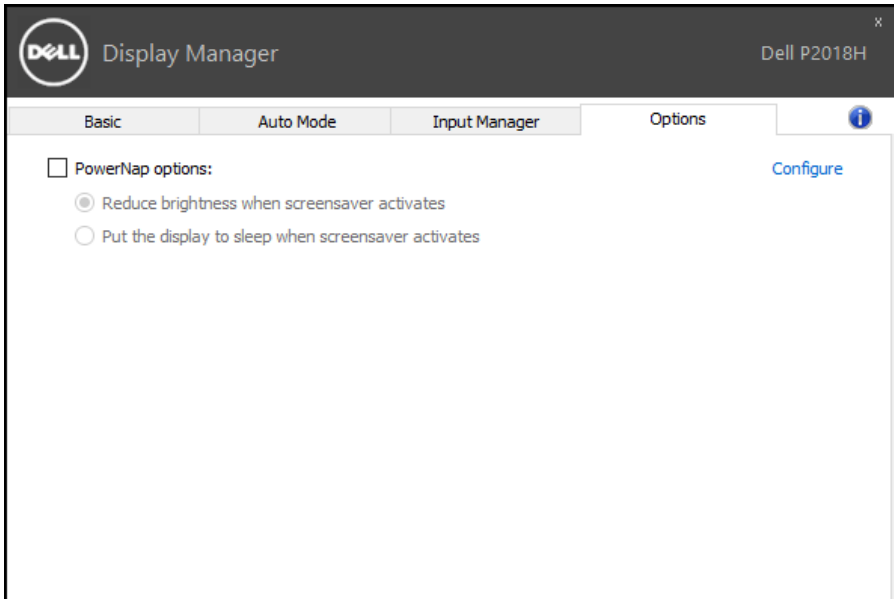 x
DELL Display Manager Dell P2018H
Basic Auto Mode Input Manager Options i
PowerNap options: Configure
Reduce brightness when screensaver activates
Put the display to sleep when screensaver activates